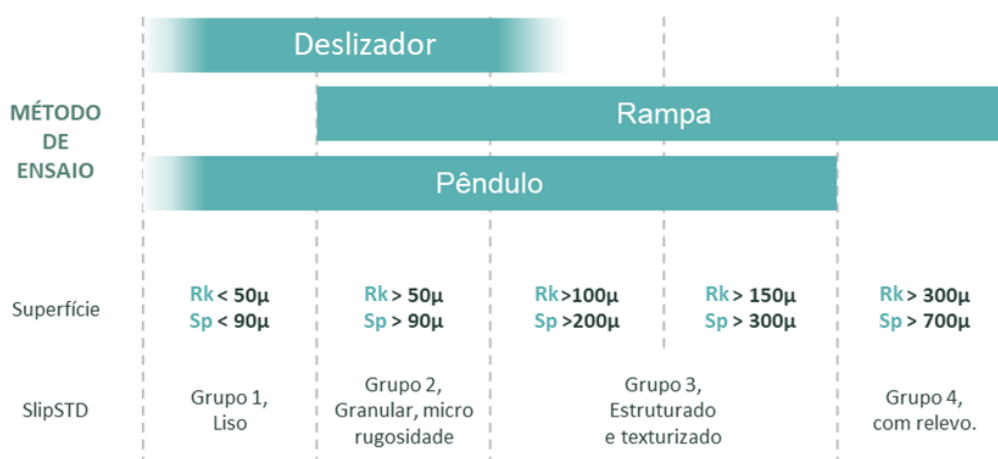 Deslizador
MÉTODO
DE
ENSAIO
Rampa
Pêndulo
Superfície
Rk < 50µ
Sp < 90µ
Rk > 50µ
Sp > 90µ
Rk >100µ
Sp >200µ
Rk > 150µ
Sp > 300µ
Rk > 300µ
Sp > 700µ
SlipSTD
Grupo 1,
Liso
Grupo 2,
Granular, micro
rugosidade
Grupo 3,
Estruturado
e texturizado
Grupo 4,
com relevo.